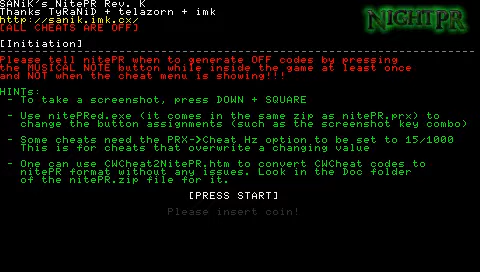 SANiK's NitePR Rev. K
Thanks TyRaNiD + telazorn + imk
http://sanik.imk.cx/
[ALL CHEATS ARE OFF]
NIGHTPR
[Initiation]
Please tell nitePR when to generate OFF codes by pressing
the MUSICAL NOTE button while inside the game at least once
and NOT when the cheat menu is showing!!!
HINTs:
- To take a screenshot, press DOWN + SQUARE
- Use nitePRed.exe (it comes in the same zip as nitePR.prx) to
change the button assignments (such as the screenshot key combo)
- Some cheats need the PRX->Cheat Hz option to be set to 15/1000
This is for cheats that overwrite a changing value
- One can use CWCheat2NitePR.htm to convert CWCheat codes to
nitePR format without any issues. Look in the Doc folder
of the nitePR.zip file for it.
[PRESS START]
Please insert coin!